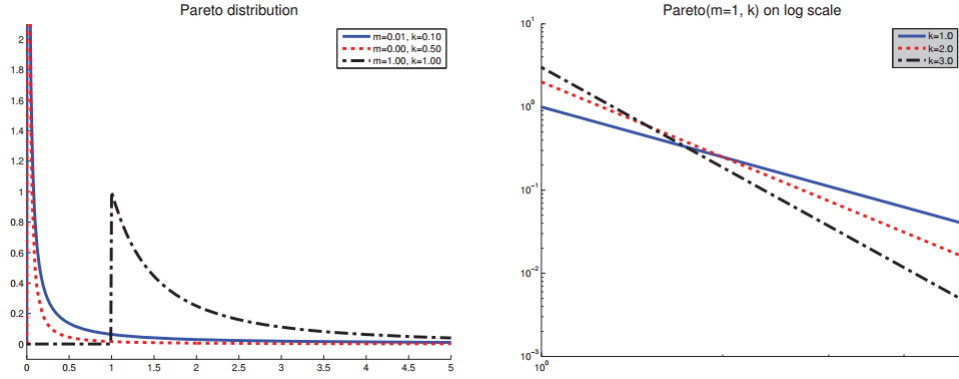 Pareto distribution
m=0.01, k=0.10
m=0.00, k=0.50
m=1.00, k=1.00
2
1.8
1.6
1.4
1.2
1
0.8
0.6
0.4
0.2
0
0 0.5 1 1.5 2 2.5 3 3.5 4 4.5 5
Pareto(m=1, k) on log scale
k=1.0
k=2.0
k=3.0
10¹
10⁰
10⁻¹
10⁻²
10⁻³
10⁰